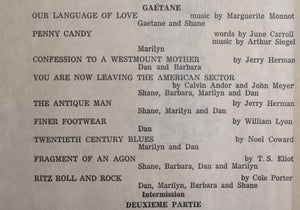 GAÉTANE
OUR LANGUAGE OF LOVE music by Marguerite Monnot
Gaetane and Shane
PENNY CANDY words by June Carroll
music by Arthur Siegel
Marilyn
CONFESSION TO A WESTMOUNT MOTHER by Jerry Herman
Dan and Barbara
YOU ARE NOW LEAVING THE AMERICAN SECTOR
by Calvin Ander and John Meyer
Shane, Barbara, Marilyn and Dan
THE ANTIQUE MAN by Jerry Herman
Shane, Marilyn and Dan
FINER FOOTWEAR by William Lyon
Dan
TWENTIETH CENTURY BLUES by Noel Coward
Marilyn and Dan
FRAGMENT OF AN AGON by T.S. Eliot
Shane, Barbara, Dan and Marilyn
RITZ ROLL AND ROCK by Cole Porter
Dan, Marilyn, Barbara and Shane
Intermission
DEUXIEME PARTIE